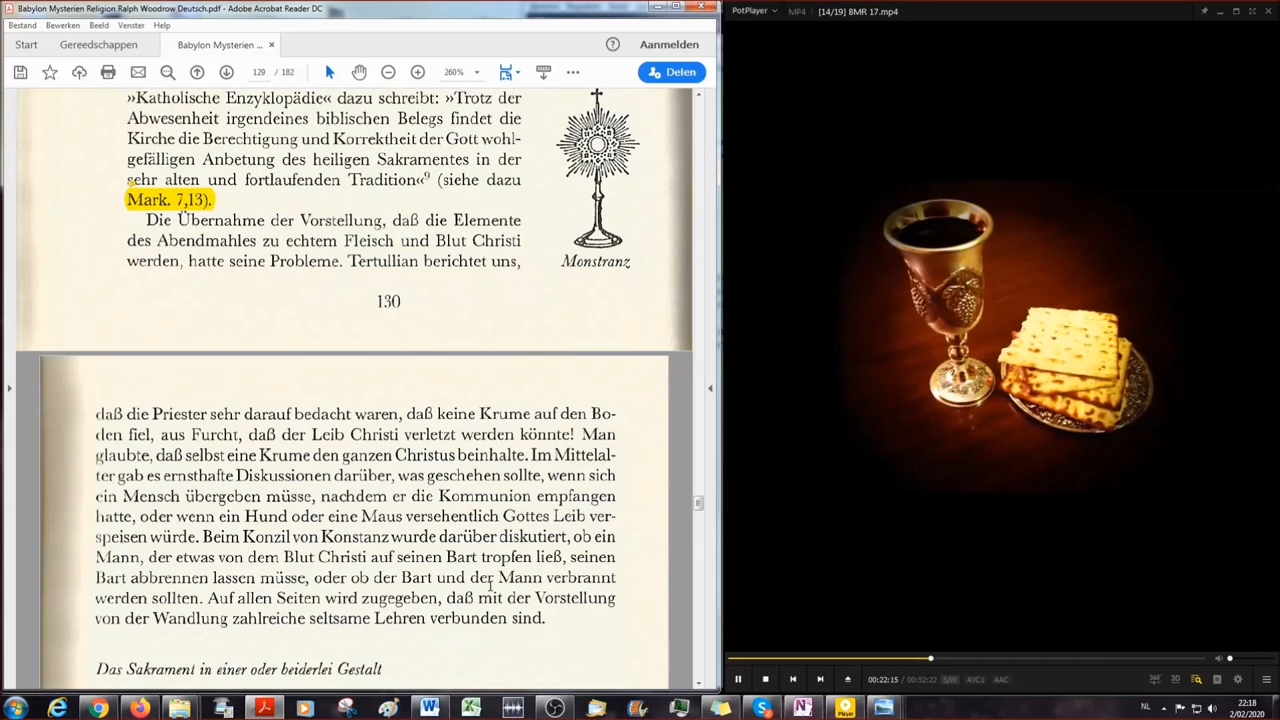 Babylon Mysterien Religion Ralph Woodrow Deutsch.pdf - Adobe Acrobat Reader DC
Bestand Bewerken Beeld Venster Help
Start Gereedschappen Babylon Mysterien ... × Aanmelden
129 / 182 260% Delen
»Katholische Enzyklopädie« dazu schreibt: »Trotz der
Abwesenheit irgendeines biblischen Belegs findet die
Kirche die Berechtigung und Korrektheit der Gott wohl-
gefälligen Anbetung des heiligen Sakramentes in der
sehr alten und fortlaufenden Tradition«9 (siehe dazu
Mark. 7,13).
Die Übernahme der Vorstellung, daß die Elemente
des Abendmahles zu echtem Fleisch und Blut Christi
werden, hatte seine Probleme. Tertullian berichtet uns,
Monstranz
130
daß die Priester sehr darauf bedacht waren, daß keine Krume auf den Bo-
den fiel, aus Furcht, daß der Leib Christi verletzt werden könnte! Man
glaubte, daß selbst eine Krume den ganzen Christus beinhalte. Im Mittelal-
ter gab es ernsthafte Diskussionen darüber, was geschehen sollte, wenn sich
ein Mensch übergeben müsse, nachdem er die Kommunion empfangen
hatte, oder wenn ein Hund oder eine Maus versehentlich Gottes Leib ver-
speisen würde. Beim Konzil von Konstanz wurde darüber diskutiert, ob ein
Mann, der etwas von dem Blut Christi auf seinen Bart tropfen ließ, seinen
Bart abbrennen lassen müsse, oder ob der Bart und der Mann verbrannt
werden sollten. Auf allen Seiten wird zugegeben, daß mit der Vorstellung
von der Wandlung zahlreiche seltsame Lehren verbunden sind.
Das Sakrament in einer oder beiderlei Gestalt
PotPlayer MP4 [14/19] BMR 17.mp4
00:22:15 / 00:52:22 S/W AVC1 AAC
360° 3D
NL 22:18
2/02/2020